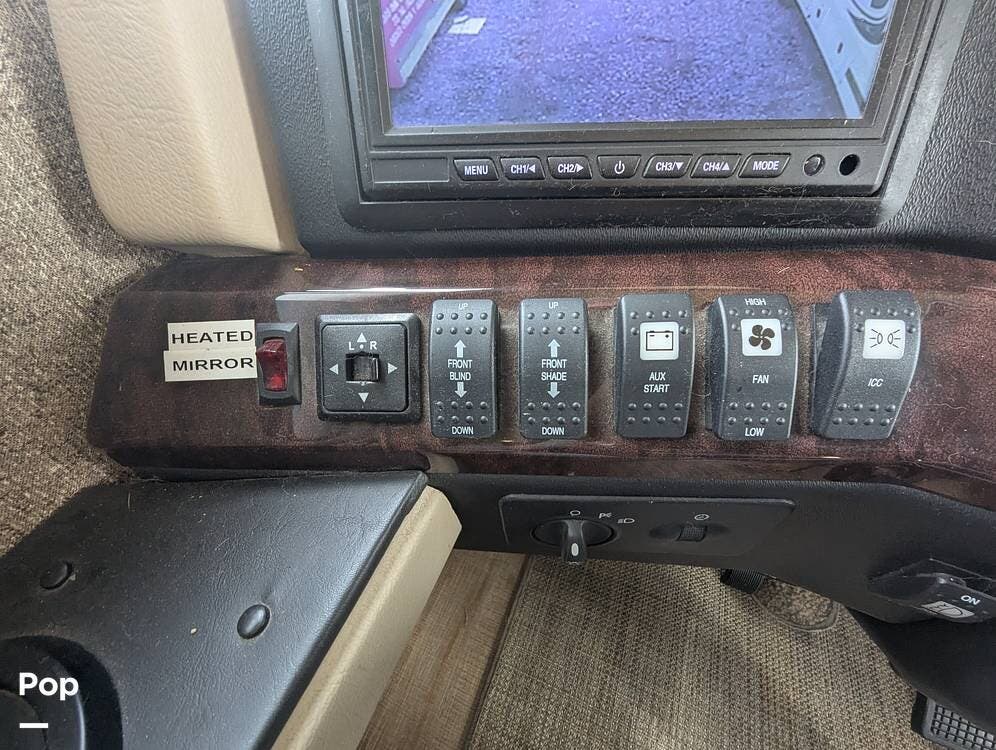 MENU CH1/◀ CH2/▶ CH3/▼ CH4/▲ MODE
HEATED
MIRROR
L R
UP
FRONT
BLIND
DOWN
UP
FRONT
SHADE
DOWN
AUX
START
HIGH
FAN
LOW
ICC
ON
Pop